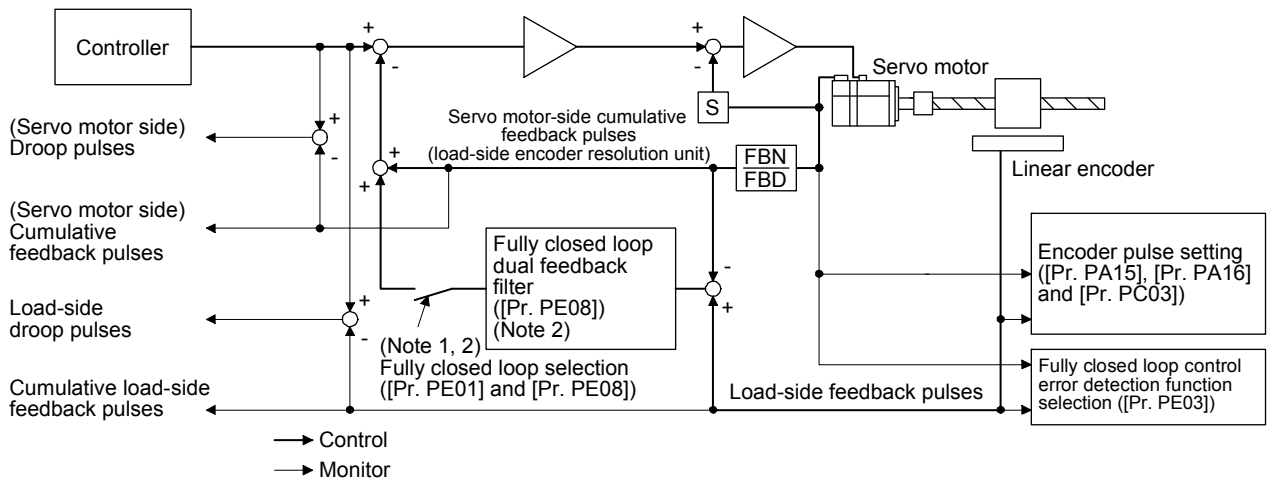 Controller
+
-
+
-
Servo motor
S
(Servo motor side)
Droop pulses
+
-
Servo motor-side cumulative
feedback pulses
(load-side encoder resolution unit)
+
+
FBN
FBD
Linear encoder
(Servo motor side)
Cumulative
feedback pulses
Fully closed loop
dual feedback
filter
([Pr. PE08])
(Note 2)
-
+
Encoder pulse setting
([Pr. PA15], [Pr. PA16]
and [Pr. PC03])
Load-side
droop pulses
+
-
(Note 1, 2)
Fully closed loop selection
([Pr. PE01] and [Pr. PE08])
Fully closed loop control
error detection function
selection ([Pr. PE03])
Cumulative load-side
feedback pulses
Load-side feedback pulses
Control
Monitor